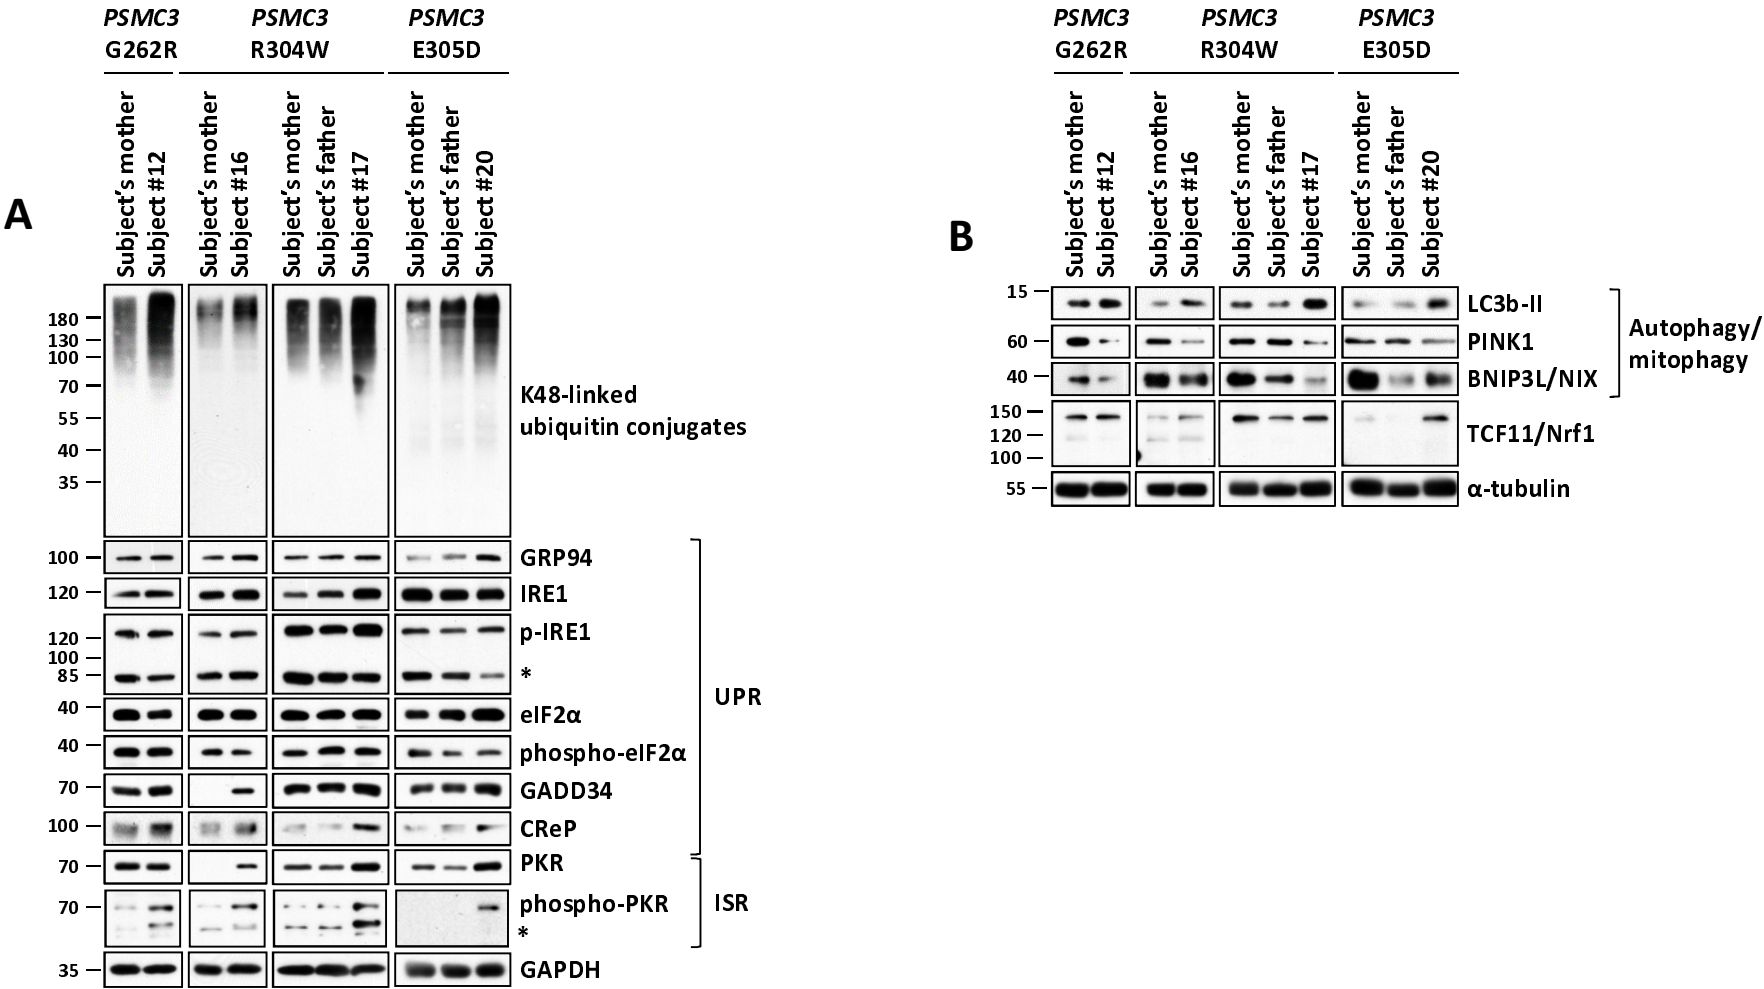 PSMC3 PSMC3 PSMC3
G262R R304W E305D
Subject's mother
Subject #12
Subject's mother
Subject #16
Subject's mother
Subject's father
Subject #17
Subject's mother
Subject's father
Subject #20
A
180
130
100
70
55
40
35
K48-linked
ubiquitin conjugates
100 GRP94
120 IRE1
120 p-IRE1
100
85 *
40 eIF2α
40 phospho-eIF2α
70 GADD34
100 CReP
UPR
70 PKR
70 phospho-PKR
*
ISR
35 GAPDH
PSMC3 PSMC3 PSMC3
G262R R304W E305D
Subject's mother
Subject #12
Subject's mother
Subject #16
Subject's mother
Subject's father
Subject #17
Subject's mother
Subject's father
Subject #20
B
15 LC3b-II
60 PINK1
40 BNIP3L/NIX
Autophagy/
mitophagy
150
120 TCF11/Nrf1
100
55 α-tubulin